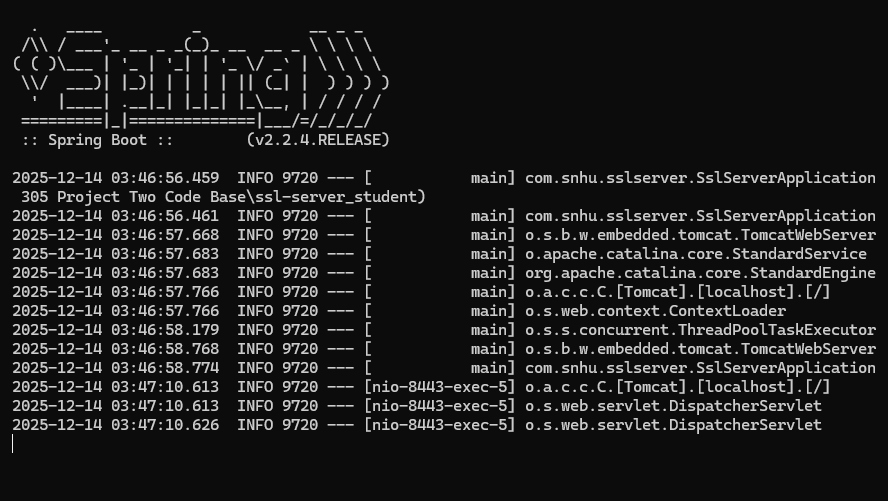 .   ____          _            __ _ _
 /\\ / ___'_ __ _ _(_)_ __  __ _ \ \ \ \
( ( )\___ | '_ | '_| | '_ \/ _` | \ \ \ \
 \\/  ___)| |_)| | | | | || (_| |  ) ) ) )
  '  |____| .__|_| |_|_| |_\__, | / / / /
 =========|_|==============|___/=/_/_/_/
 :: Spring Boot ::        (v2.2.4.RELEASE)

2025-12-14 03:46:56.459  INFO 9720 --- [           main] com.snhu.sslserver.SslServerApplication
 305 Project Two Code Base\ssl-server_student)
2025-12-14 03:46:56.461  INFO 9720 --- [           main] com.snhu.sslserver.SslServerApplication
2025-12-14 03:46:57.668  INFO 9720 --- [           main] o.s.b.w.embedded.tomcat.TomcatWebServer
2025-12-14 03:46:57.683  INFO 9720 --- [           main] o.apache.catalina.core.StandardService
2025-12-14 03:46:57.683  INFO 9720 --- [           main] org.apache.catalina.core.StandardEngine
2025-12-14 03:46:57.766  INFO 9720 --- [           main] o.a.c.c.C.[Tomcat].[localhost].[/]
2025-12-14 03:46:57.766  INFO 9720 --- [           main] o.s.web.context.ContextLoader
2025-12-14 03:46:58.179  INFO 9720 --- [           main] o.s.s.concurrent.ThreadPoolTaskExecutor
2025-12-14 03:46:58.768  INFO 9720 --- [           main] o.s.b.w.embedded.tomcat.TomcatWebServer
2025-12-14 03:46:58.774  INFO 9720 --- [           main] com.snhu.sslserver.SslServerApplication
2025-12-14 03:47:10.613  INFO 9720 --- [nio-8443-exec-5] o.a.c.c.C.[Tomcat].[localhost].[/]
2025-12-14 03:47:10.613  INFO 9720 --- [nio-8443-exec-5] o.s.web.servlet.DispatcherServlet
2025-12-14 03:47:10.626  INFO 9720 --- [nio-8443-exec-5] o.s.web.servlet.DispatcherServlet